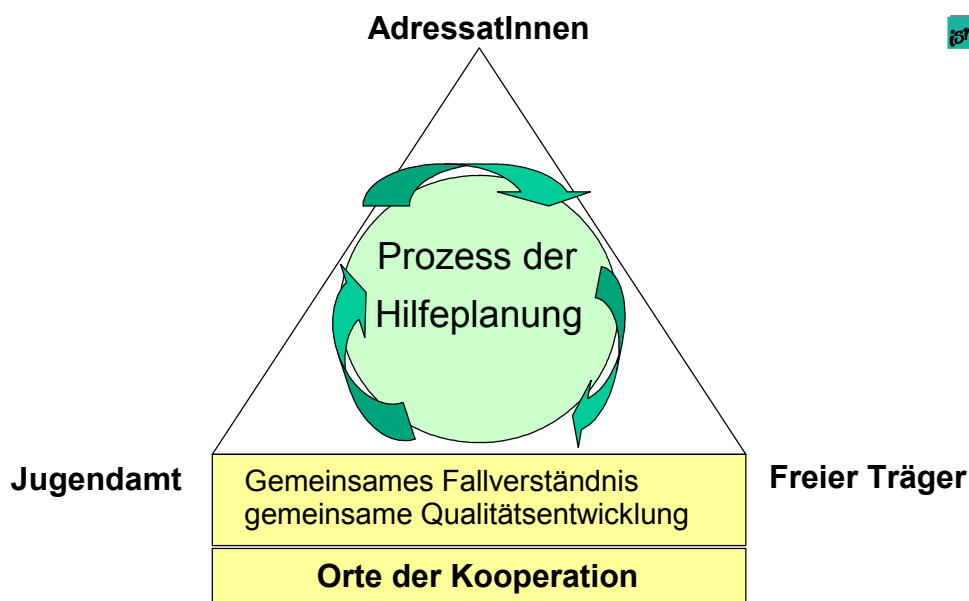 AdressatInnen
Prozess der
Hilfeplanung
Jugendamt
Freier Träger
Gemeinsames Fallverständnis
gemeinsame Qualitätsentwicklung
Orte der Kooperation